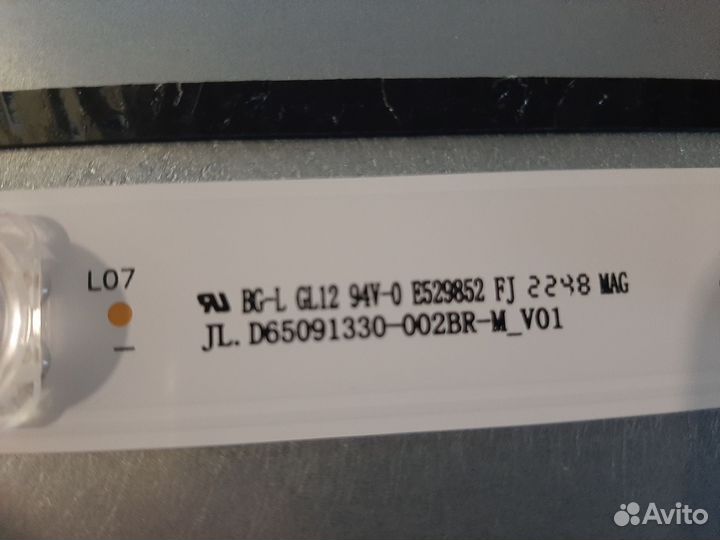 L07
BG-L GL12 94V-0 E529852 FJ 2248 MAG
JL.D65091330-002BR-M_V01
Avito